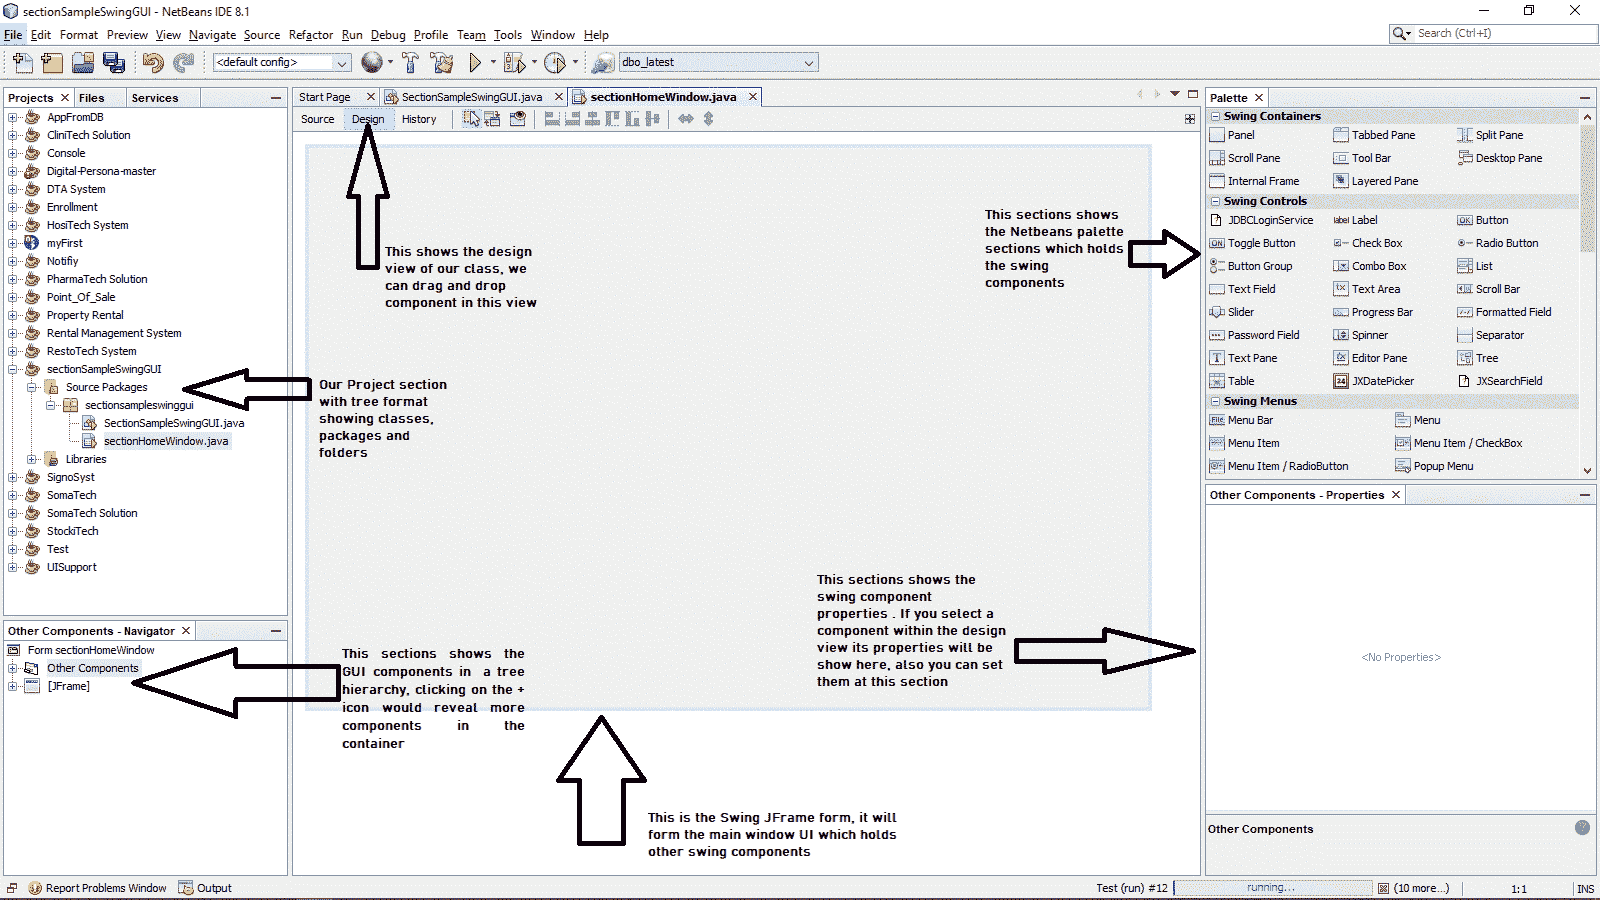 sectionSampleSwingGUI - NetBeans IDE 8.1
File Edit Format Preview View Navigate Source Refactor Run Debug Profile Team Tools Window Help
Search (Ctrl+I)
<default config>
dbo_latest
Projects Files Services
AppFromDB
CliniTech Solution
Console
Digital-Persona-master
DTA System
Enrollment
HosiTech System
myFirst
Notifiy
PharmaTech Solution
Point_Of_Sale
Property Rental
Rental Management System
RestoTech System
sectionSampleSwingGUI
Source Packages
sectionsampleswinggui
SectionSampleSwingGUI.java
sectionHomeWindow.java
Libraries
SignoSyst
SomaTech
SomaTech Solution
StockiTech
Test
UISupport
Other Components - Navigator
Form sectionHomeWindow
Other Components
[JFrame]
Start Page SectionSampleSwingGUI.java sectionHomeWindow.java
Source Design History
This shows the design
view of our class, we
can drag and drop
component in this view
This sections shows
the Netbeans palette
sections which holds
the swing
components
Our Project section
with tree format
showing classes,
packages and
folders
This sections shows the
swing component
properties . If you select a
component within the design
view its properties will be
show here, also you can set
them at this section
This sections shows the
GUI components in a tree
hierarchy, clicking on the +
icon would reveal more
components in the
container
This is the Swing JFrame form, it will
form the main window UI which holds
other swing components
Palette
Swing Containers
Panel Tabbed Pane Split Pane
Scroll Pane Tool Bar Desktop Pane
Internal Frame Layered Pane
Swing Controls
JDBCLoginService label Label OK Button
ON Toggle Button Check Box Radio Button
Button Group Combo Box List
Text Field Text Area Scroll Bar
Slider Progress Bar Formatted Field
Password Field Spinner Separator
Text Pane Editor Pane Tree
Table 24 JXDatePicker JXSearchField
Swing Menus
File Menu Bar Menu
Menu Item Menu Item / CheckBox
Menu Item / RadioButton Popup Menu
Other Components - Properties
<No Properties>
Other Components
Report Problems Window Output
Test (run) #12 running... (10 more...) 1:1 INS